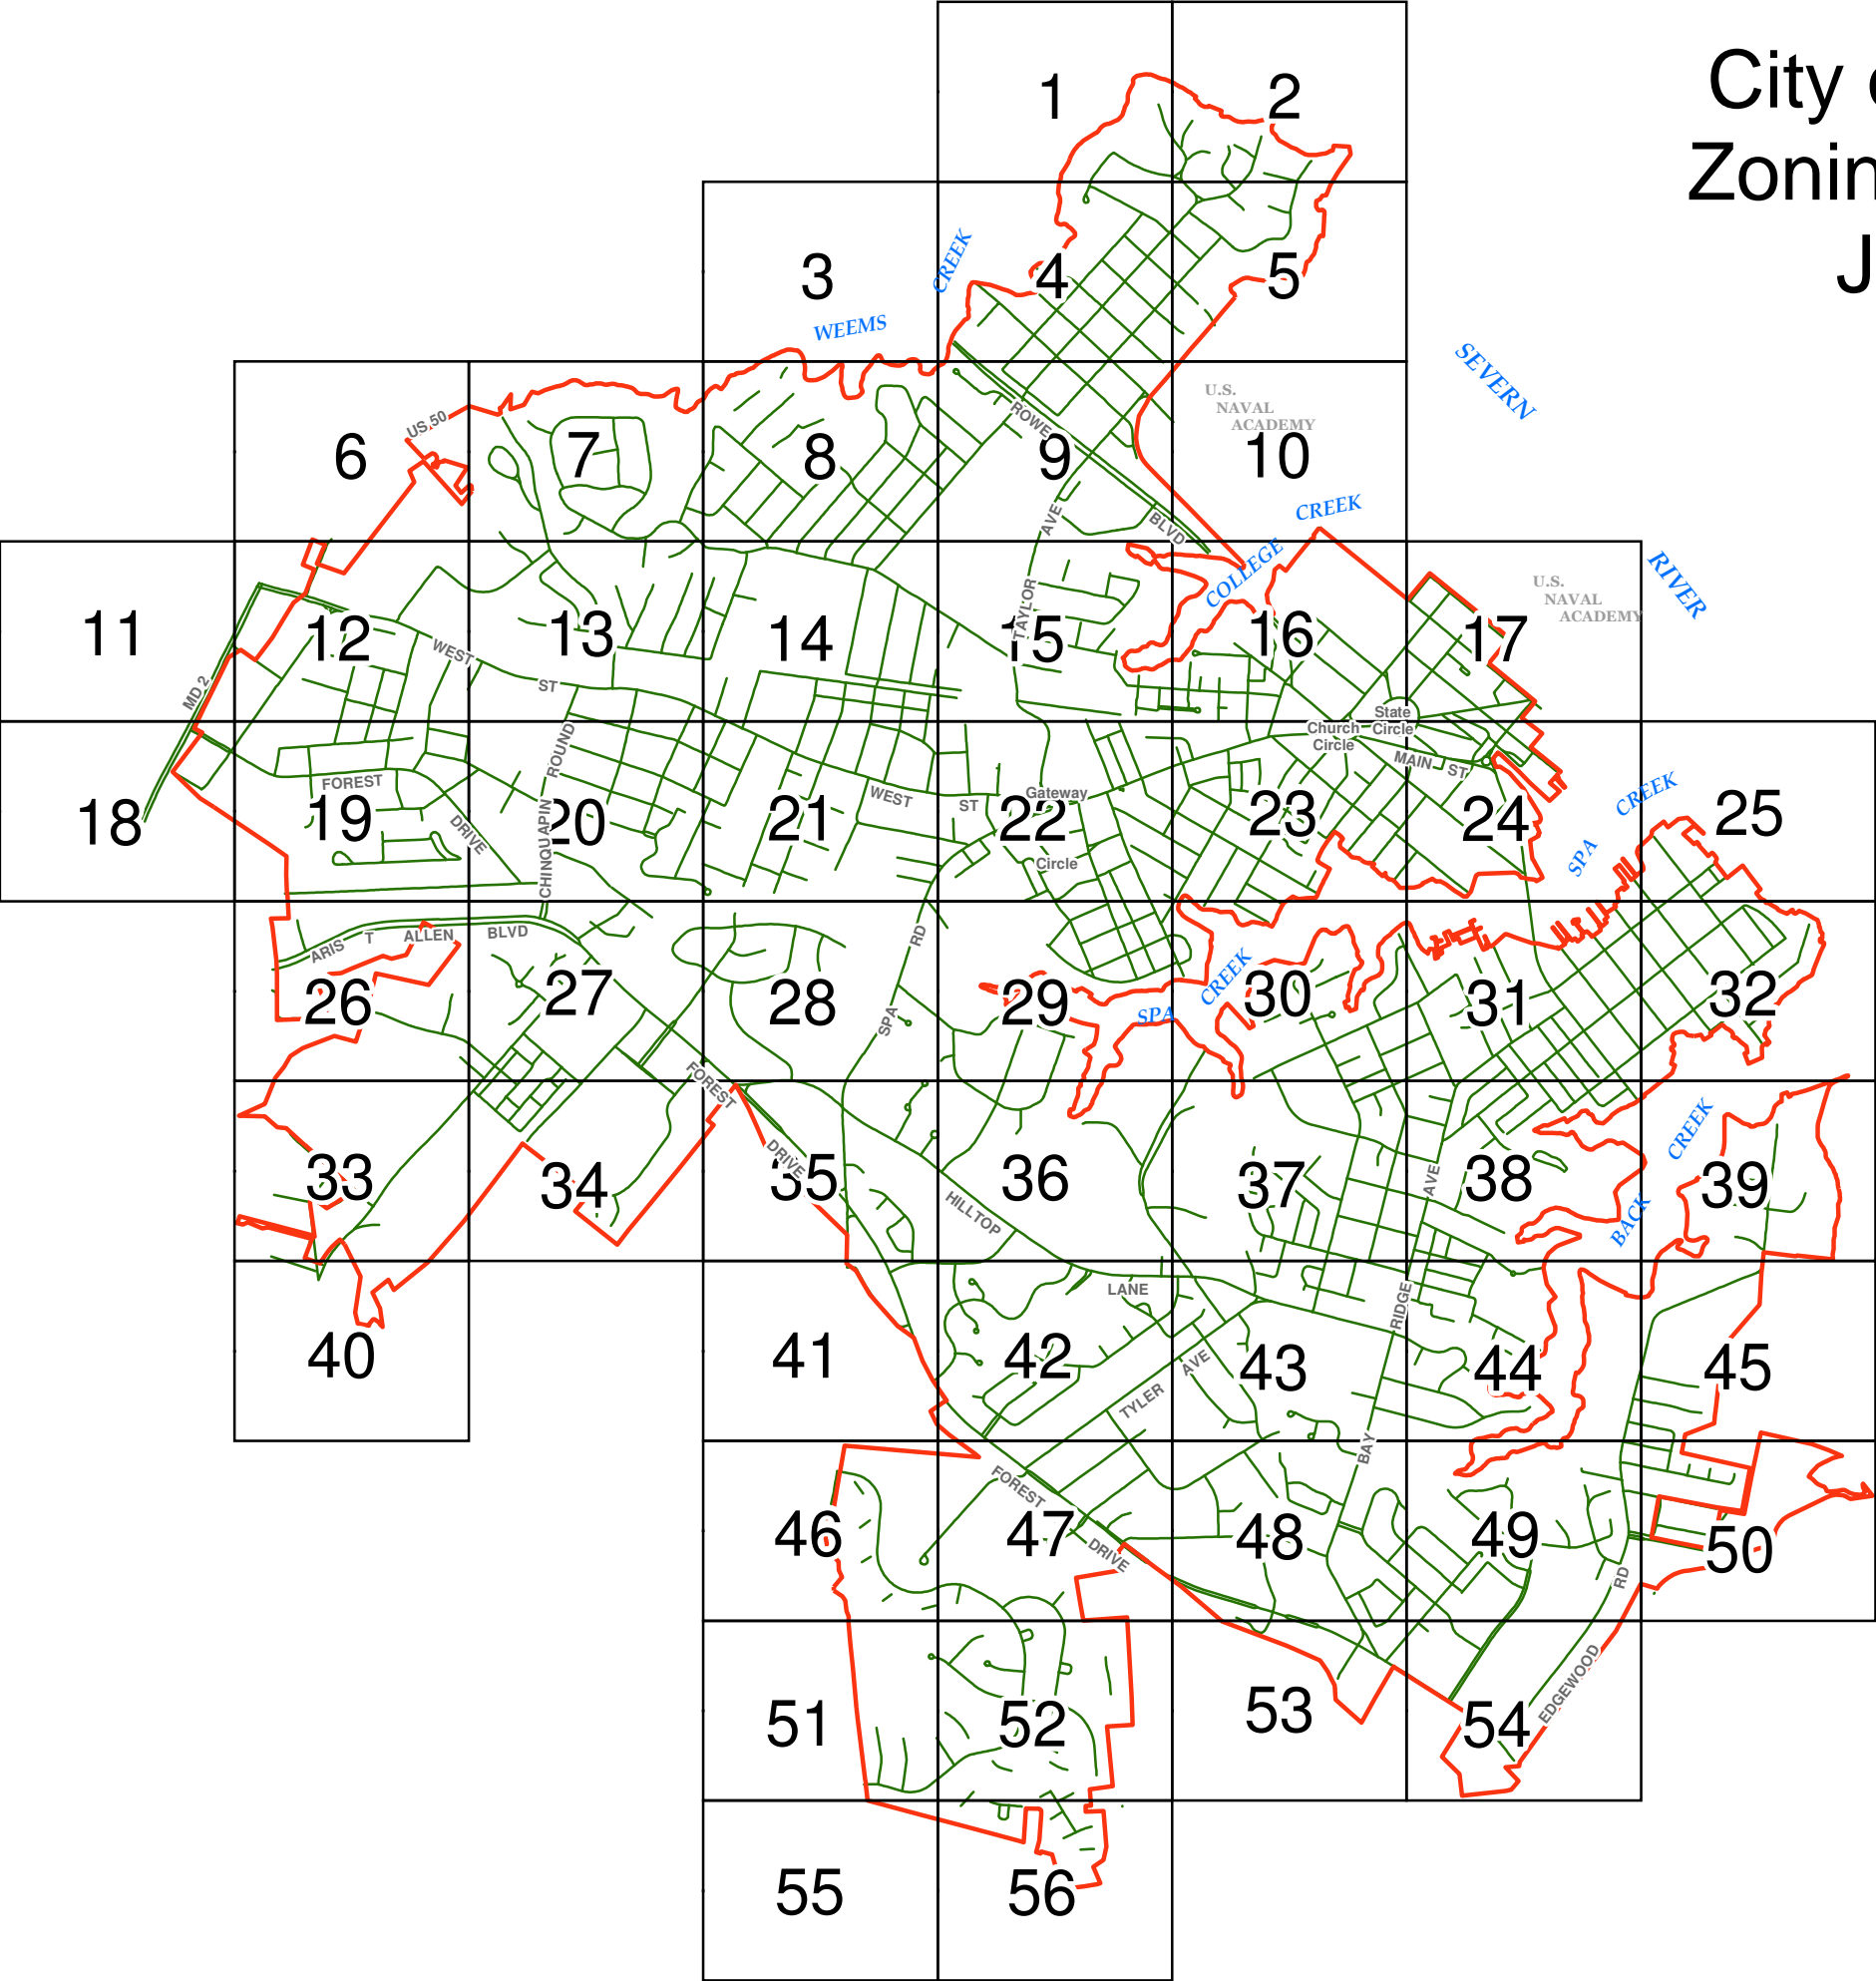 City
Zonin
J
1
2
3
CREEK
4
5
WEEMS
SEVERN
US 50
6
7
8
ROWE
9
U.S.
NAVAL
ACADEMY
10
CREEK
AVE
BLVD
COLLEGE
RIVER
11
12
WEST
13
14
TAYLOR
15
16
17
U.S.
NAVAL
ACADEMY
MD 2
ST
State
Circle
Church
Circle
MAIN ST
ROUND
FOREST
WEST
ST
Gateway
Circle
CREEK
18
19
DRIVE
CHINQUAPIN
20
21
22
23
24
SPA
25
ARIS T ALLEN BLVD
RD
26
27
28
SPA
29
SPA
CREEK
30
31
32
FOREST
CREEK
33
34
DRIVE
35
36
37
AVE
38
39
HILLTOP
BACK
LANE
RIDGE
40
41
42
AVE
TYLER
43
44
45
BAY
FOREST
46
47
DRIVE
48
49
RD
50
51
52
53
54
EDGEWOOD
55
56